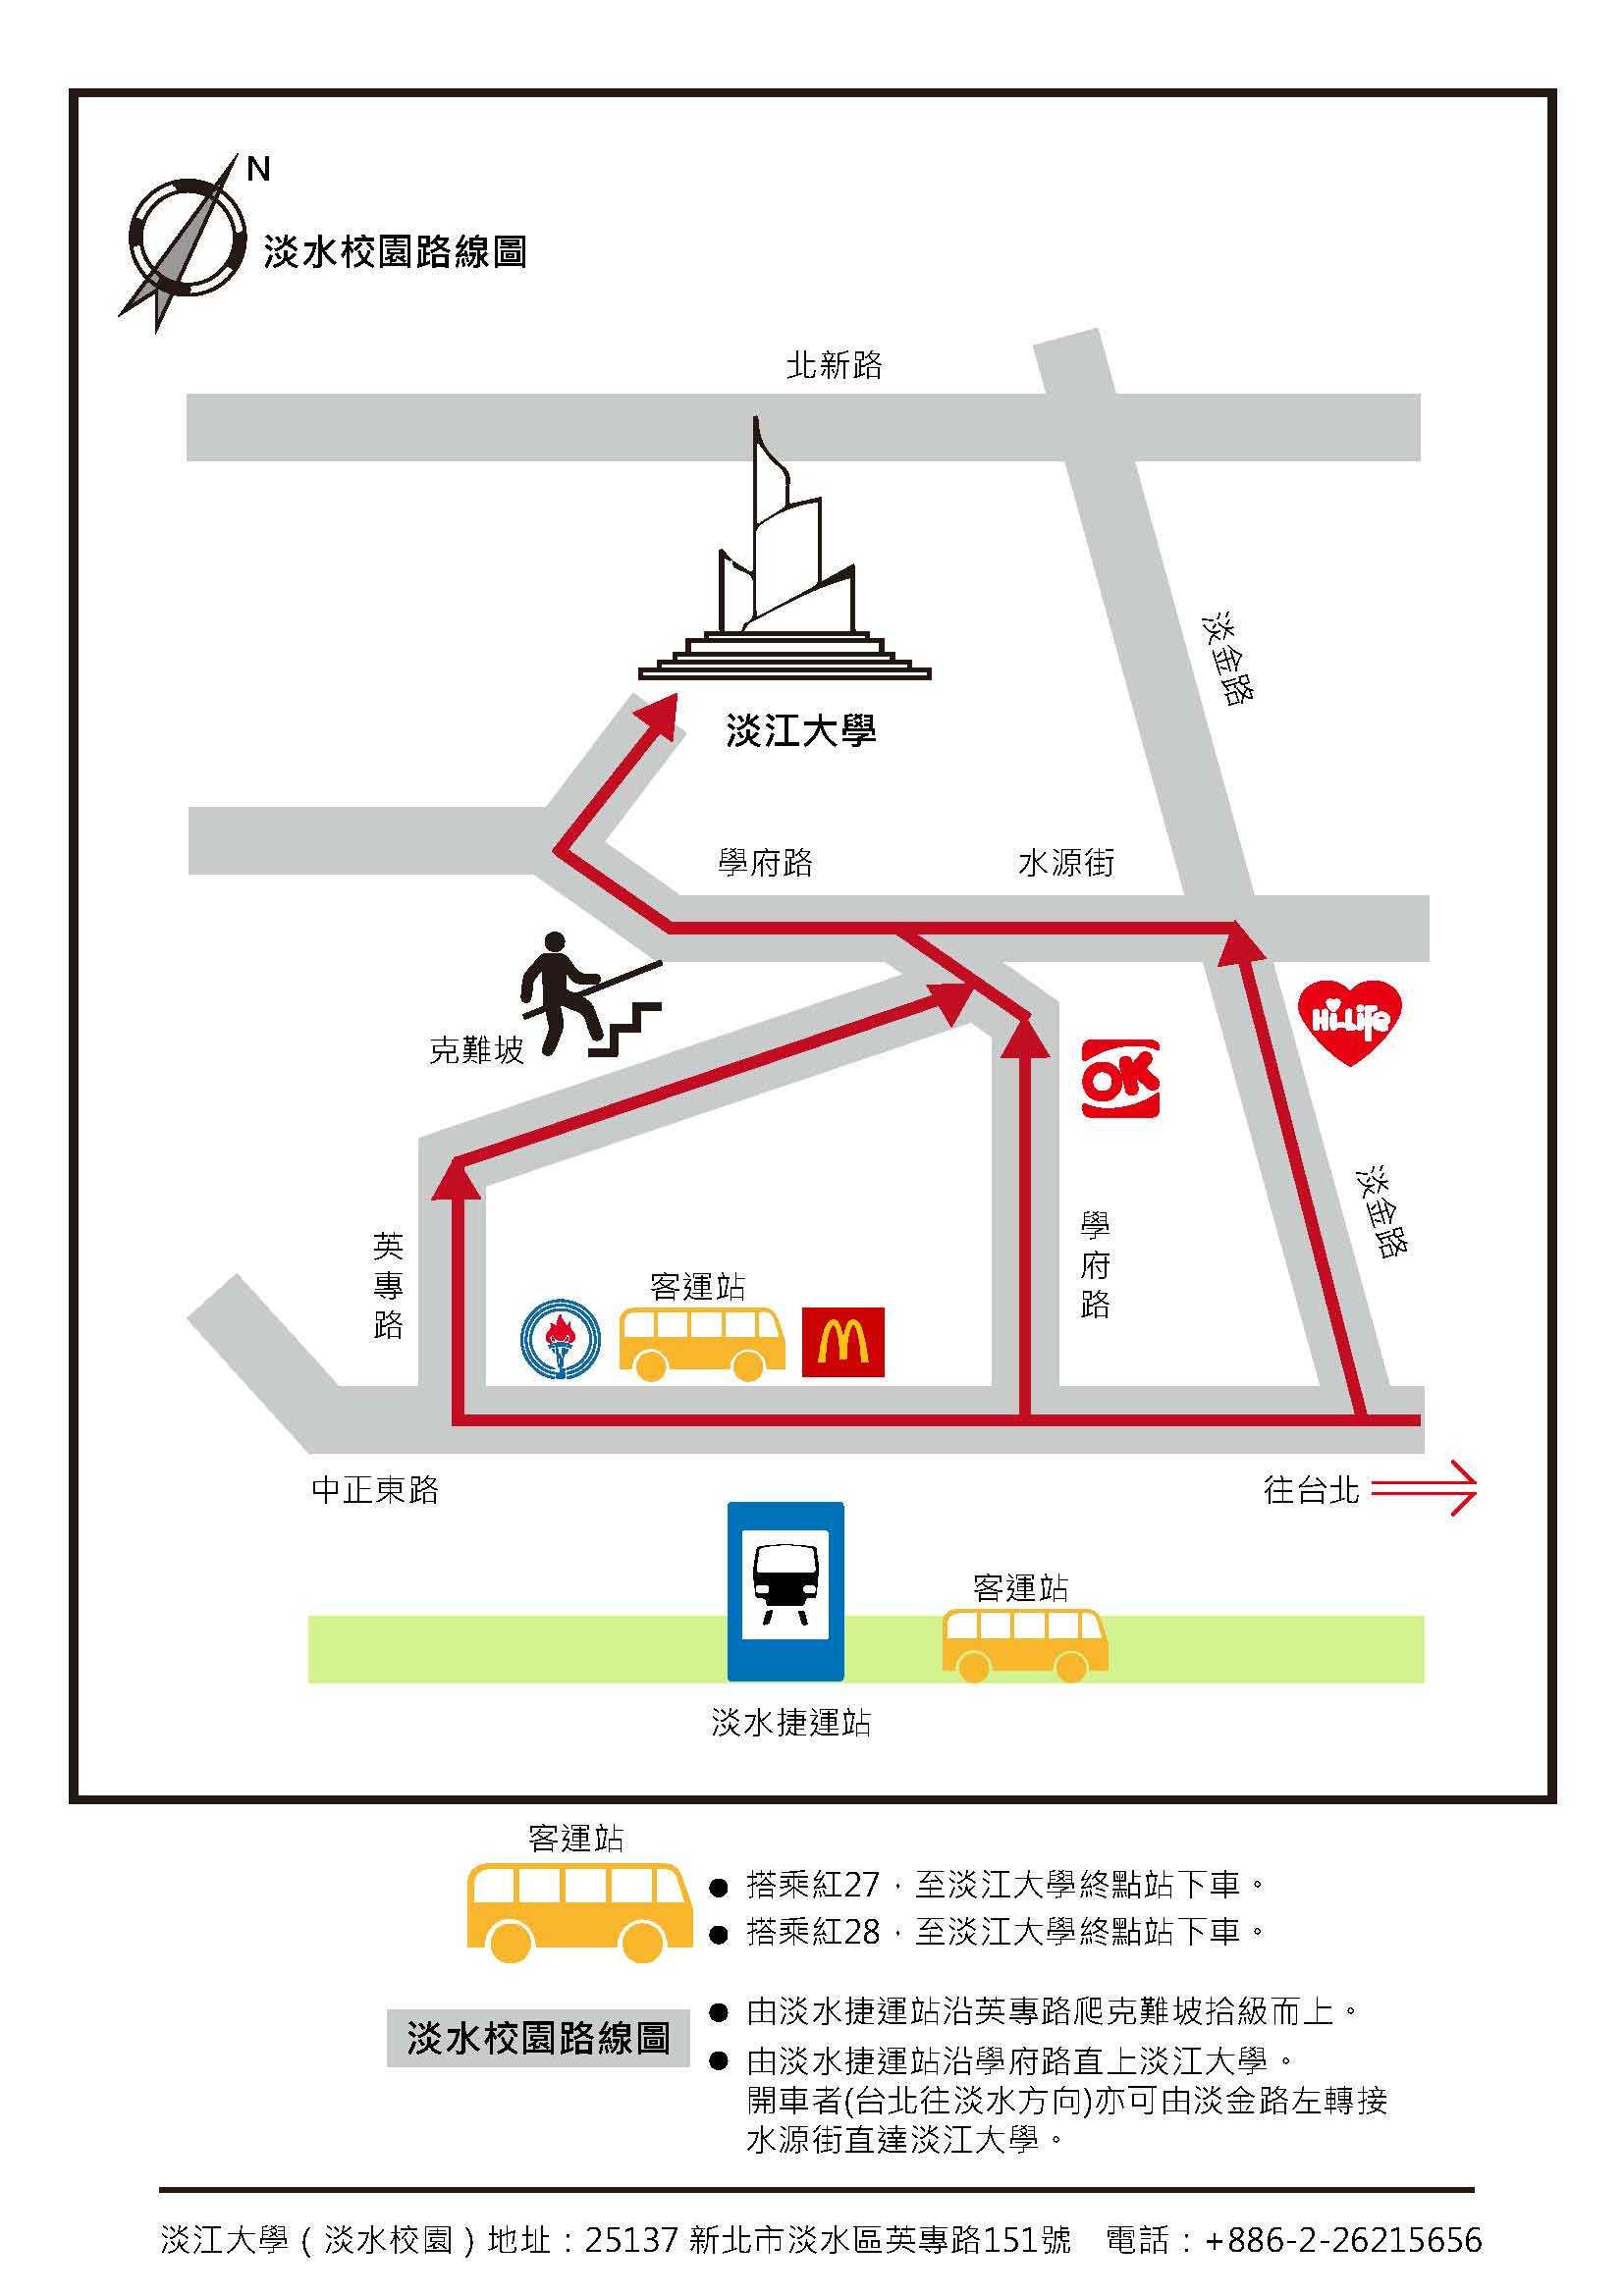 N
淡水校園路線圖
北新路
淡金路
淡江大學
學府路
水源街
克難坡
Hi-Life
OK
淡金路
英專路
客運站
學府路
中正東路
往台北
客運站
淡水捷運站
客運站
● 搭乘紅27，至淡江大學終點站下車。
● 搭乘紅28，至淡江大學終點站下車。
淡水校園路線圖
● 由淡水捷運站沿英專路爬克難坡拾級而上。
● 由淡水捷運站沿學府路直上淡江大學。
開車者(台北往淡水方向)亦可由淡金路左轉接
水源街直達淡江大學。
淡江大學（淡水校園）地址：25137 新北市淡水區英專路151號　電話：+886-2-26215656